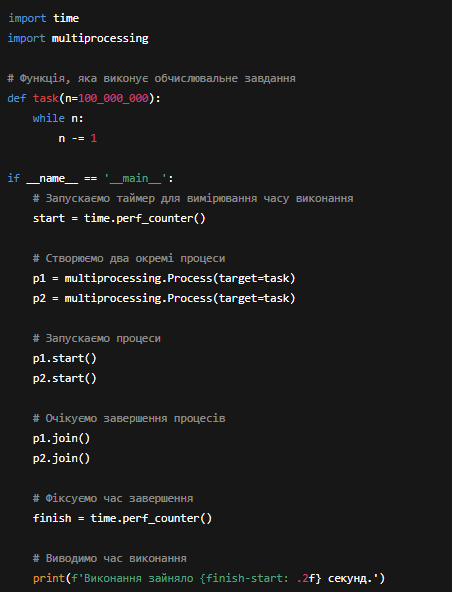 import time
import multiprocessing
# Функція, яка виконує обчислювальне завдання
def task(n=100_000_000):
    while n:
        n -= 1
if __name__ == '__main__':
    # Запускаємо таймер для вимірювання часу виконання
    start = time.perf_counter()
    # Створюємо два окремі процеси
    p1 = multiprocessing.Process(target=task)
    p2 = multiprocessing.Process(target=task)
    # Запускаємо процеси
    p1.start()
    p2.start()
    # Очікуємо завершення процесів
    p1.join()
    p2.join()
    # Фіксуємо час завершення
    finish = time.perf_counter()
    # Виводимо час виконання
    print(f'Виконання зайняло {finish-start: .2f} секунд.')